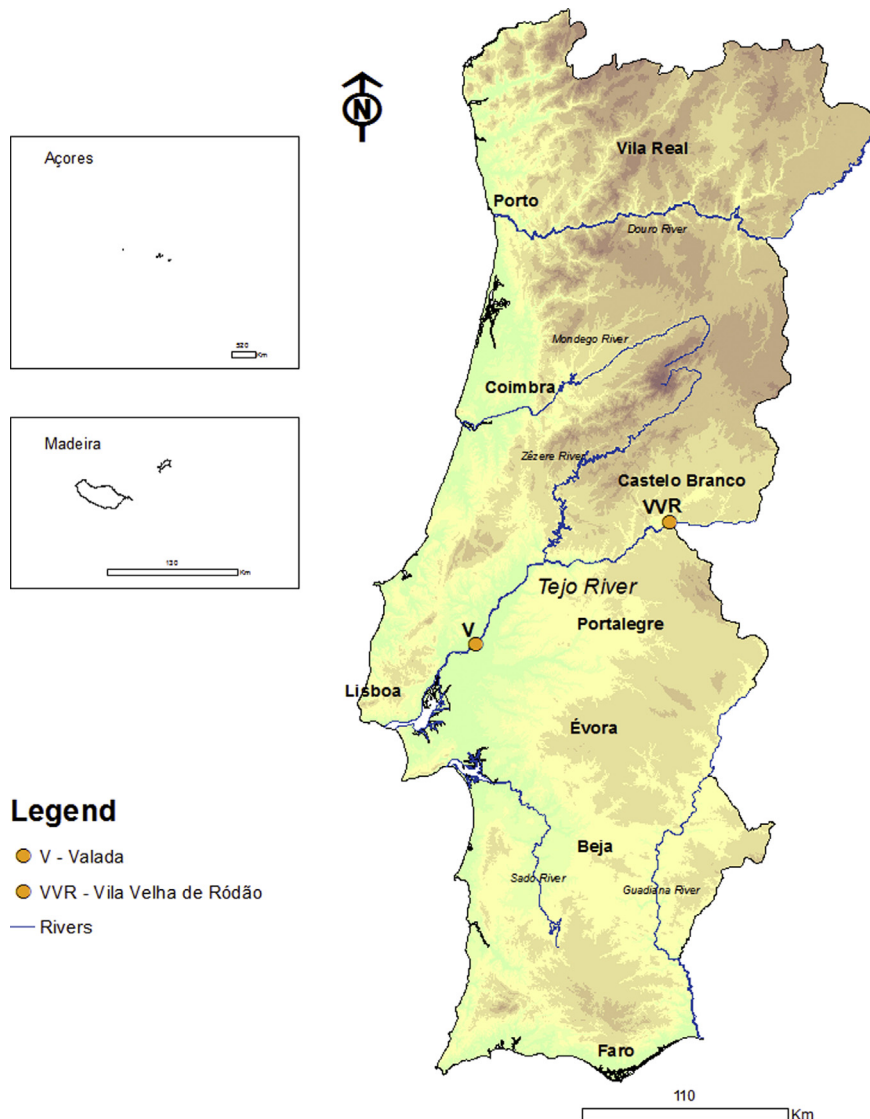 N
Açores
520
Km
Madeira
130
Km
Vila Real
Porto
Douro River
Mondego River
Coimbra
Zêzere River
Castelo Branco
VVR
Tejo River
Portalegre
V
Lisboa
Évora
Beja
Sado River
Guadiana River
Faro
Legend
V - Valada
VVR - Vila Velha de Ródão
Rivers
110
Km